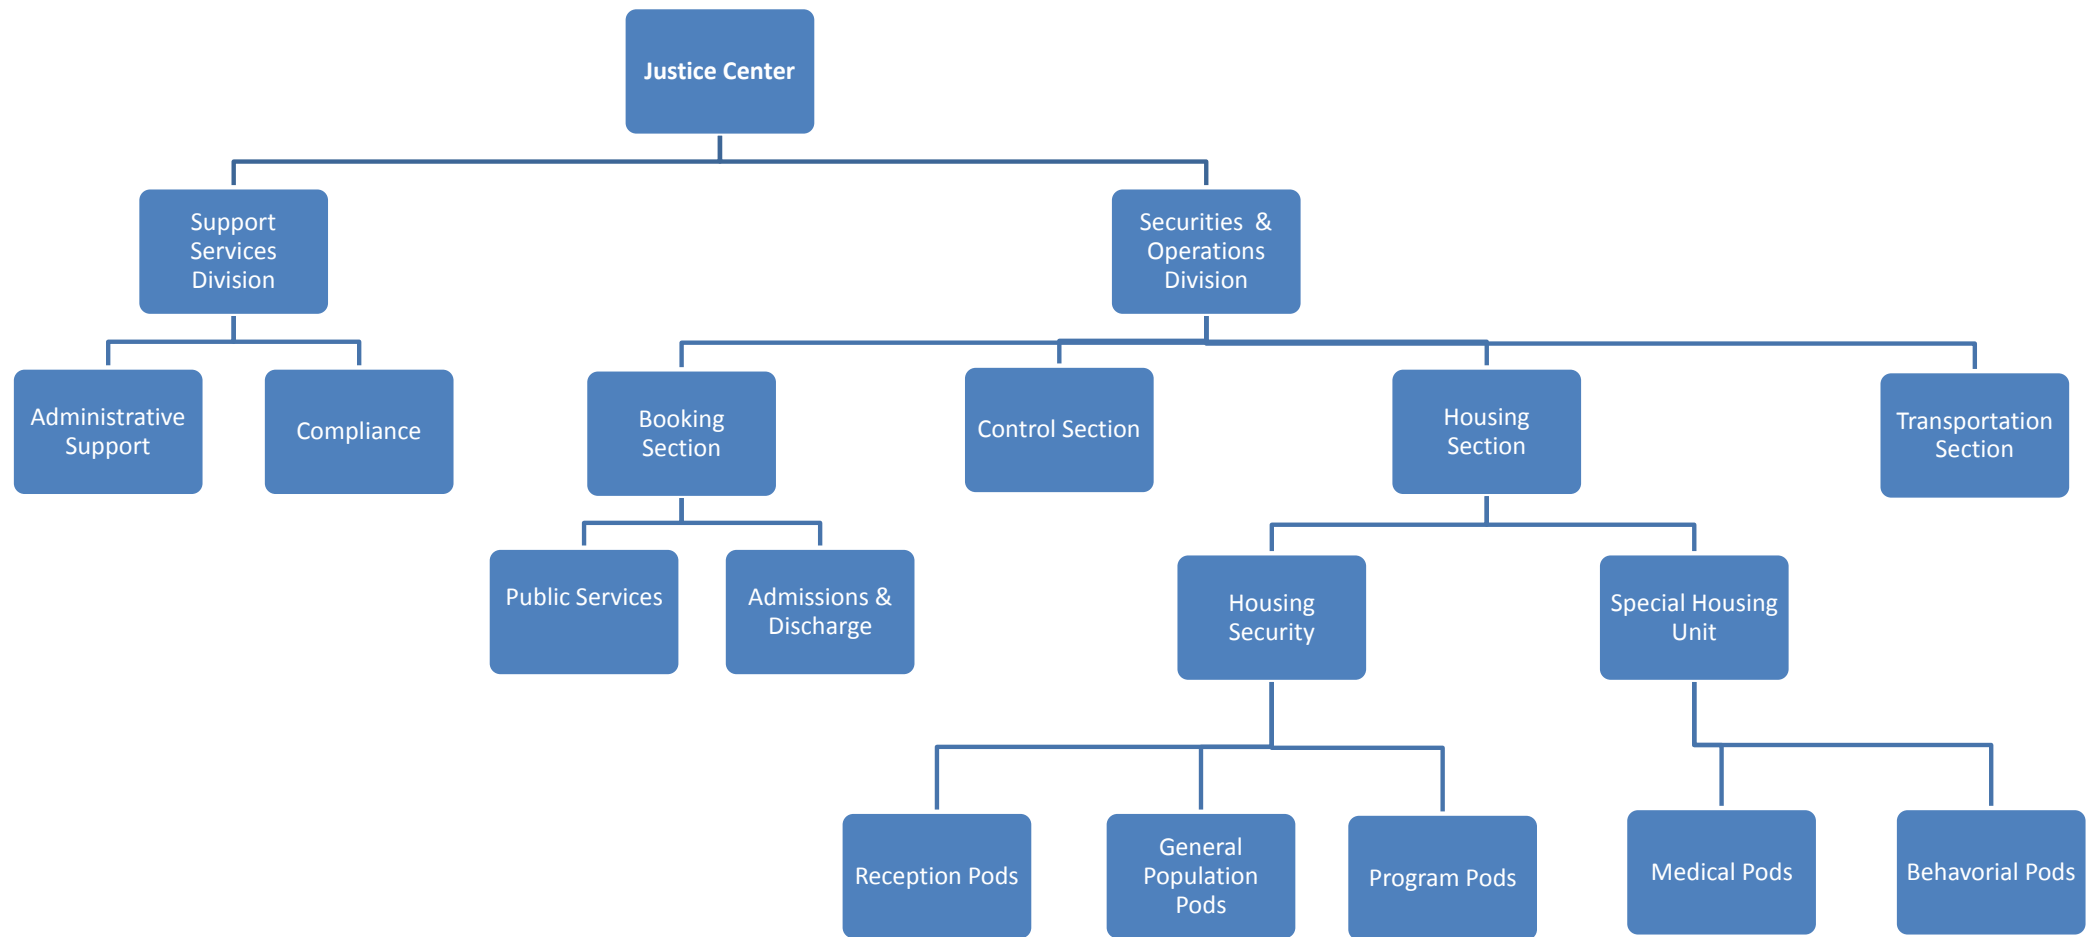 Justice Center
Support
Services
Division
Securities & 
Operations
Division
Administrative
Support
Compliance
Booking
Section
Control Section
Housing
Section
Transportation
Section
Public Services
Admissions &
Discharge
Housing
Security
Special Housing
Unit
Reception Pods
General
Population
Pods
Program Pods
Medical Pods
Behavorial Pods